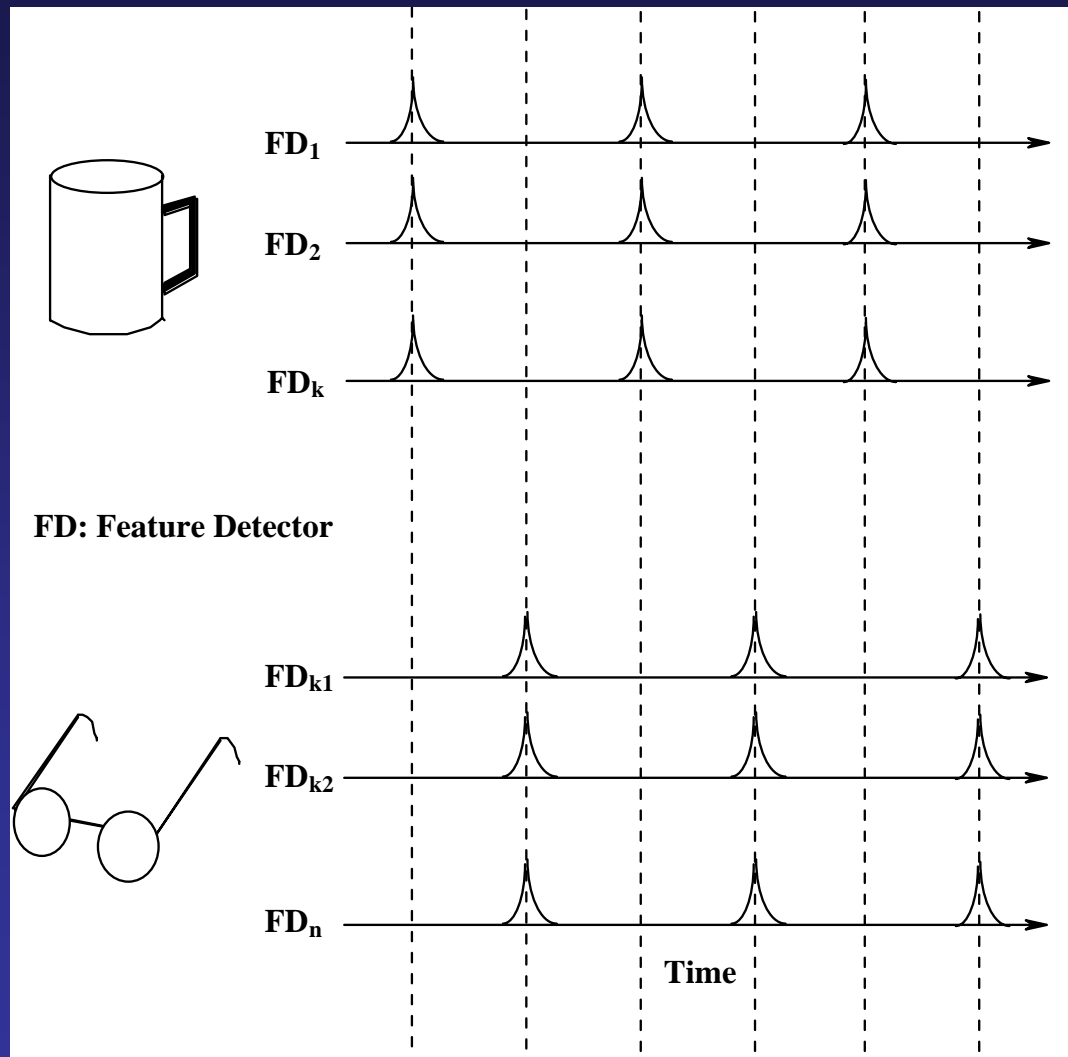 FD₁
FD₂
FDₖ
FD: Feature Detector
FDₖ₁
FDₖ₂
FDₙ
Time